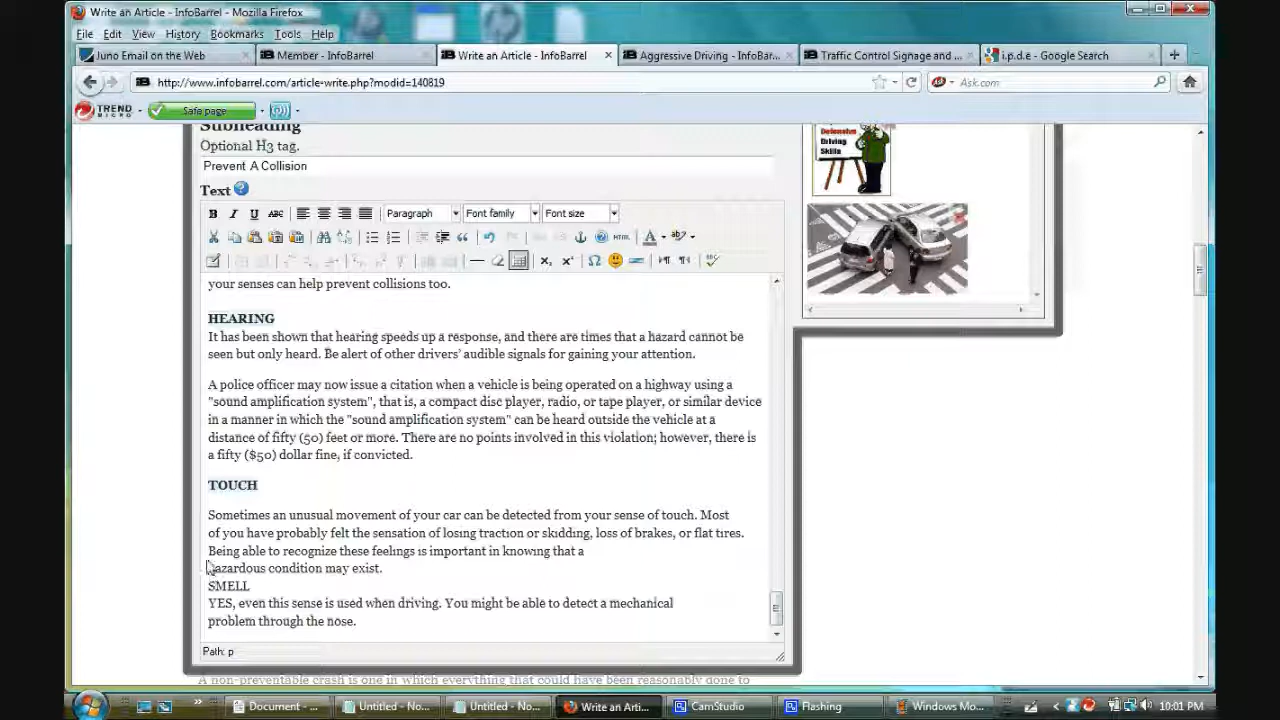 Write an Article - InfoBarrel - Mozilla Firefox
File Edit View History Bookmarks Tools Help
Juno Email on the Web
Member - InfoBarrel
Write an Article - InfoBarrel
Aggressive Driving - InfoBar...
Traffic Control Signage and ...
i.p.d.e - Google Search
http://www.infobarrel.com/article-write.php?modid=140819
Ask.com
TREND MICRO
Safe page
Subheading
Optional H3 tag.
Prevent A Collision
Text
Paragraph Font family Font size
HTML
your senses can help prevent collisions too.
HEARING
It has been shown that hearing speeds up a response, and there are times that a hazard cannot be
seen but only heard. Be alert of other drivers' audible signals for gaining your attention.
A police officer may now issue a citation when a vehicle is being operated on a highway using a
"sound amplification system", that is, a compact disc player, radio, or tape player, or similar device
in a manner in which the "sound amplification system" can be heard outside the vehicle at a
distance of fifty (50) feet or more. There are no points involved in this violation; however, there is
a fifty ($50) dollar fine, if convicted.
TOUCH
Sometimes an unusual movement of your car can be detected from your sense of touch. Most
of you have probably felt the sensation of losing traction or skidding, loss of brakes, or flat tires.
Being able to recognize these feelings is important in knowing that a
hazardous condition may exist.
SMELL
YES, even this sense is used when driving. You might be able to detect a mechanical
problem through the nose.
Path: p
A non-preventable crash is one in which everything that could have been reasonably done to
Defensive
Driving
Skills
Document - ...
Untitled - No...
Untitled - No...
Write an Arti...
CamStudio
Flashing
Windows Mo...
10:01 PM